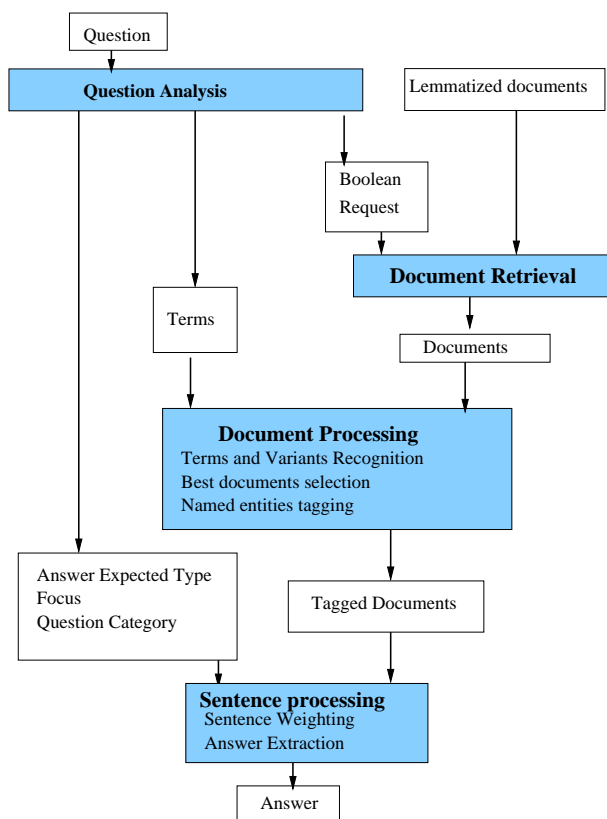 Question
Question Analysis
Lemmatized documents
Boolean
Request
Document Retrieval
Terms
Documents
Document Processing
Terms and Variants Recognition
Best documents selection
Named entities tagging
Answer Expected Type
Focus
Question Category
Tagged Documents
Sentence processing
Sentence Weighting
Answer Extraction
Answer